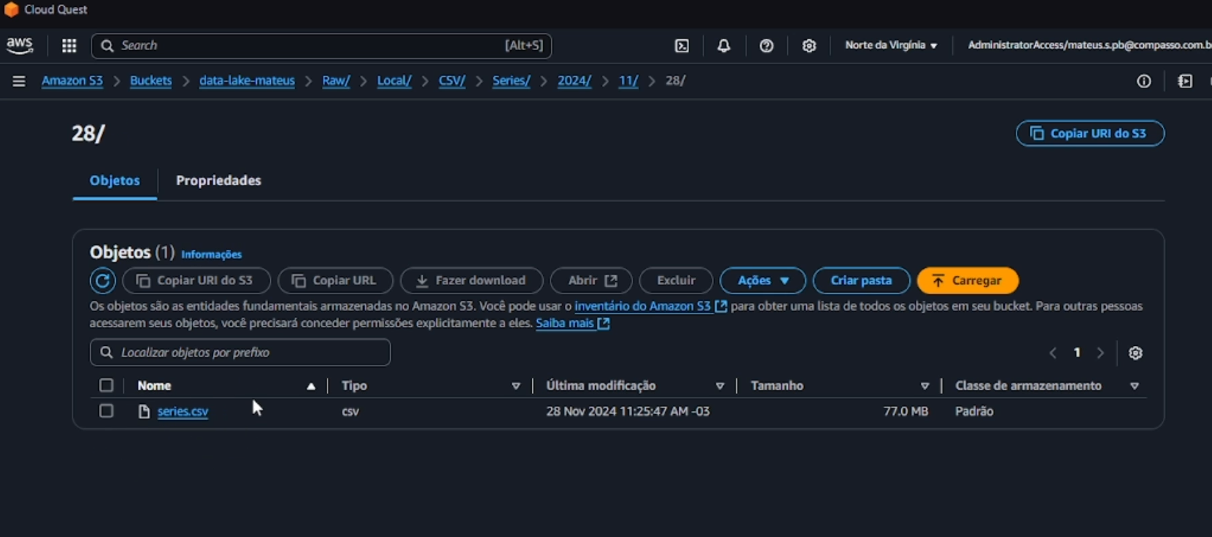 Cloud Quest
aws Search [Alt+S] Norte da Virgínia AdministratorAccess/mateus.s.pb@compasso.com.b
Amazon S3 > Buckets > data-lake-mateus > Raw/ > Local/ > CSV/ > Series/ > 2024/ > 11/ > 28/
28/
Copiar URI do S3
Objetos Propriedades
Objetos (1) Informações
Copiar URI do S3 Copiar URL Fazer download Abrir Excluir Ações Criar pasta Carregar
Os objetos são as entidades fundamentais armazenadas no Amazon S3. Você pode usar o inventário do Amazon S3 para obter uma lista de todos os objetos em seu bucket. Para outras pessoas
acessarem seus objetos, você precisará conceder permissões explicitamente a eles. Saiba mais
Localizar objetos por prefixo
< 1 >
Nome Tipo Última modificação Tamanho Classe de armazenamento
series.csv csv 28 Nov 2024 11:25:47 AM -03 77.0 MB Padrão